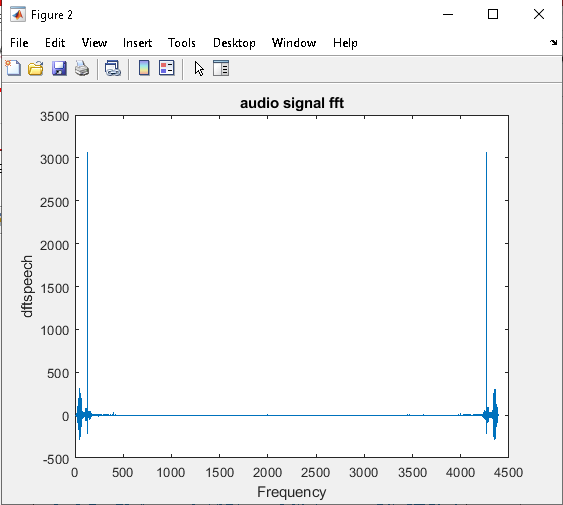 Figure 2
File Edit View Insert Tools Desktop Window Help
audio signal fft
3500
3000
2500
2000
1500
1000
500
0
-500
dftspeech
0 500 1000 1500 2000 2500 3000 3500 4000 4500
Frequency